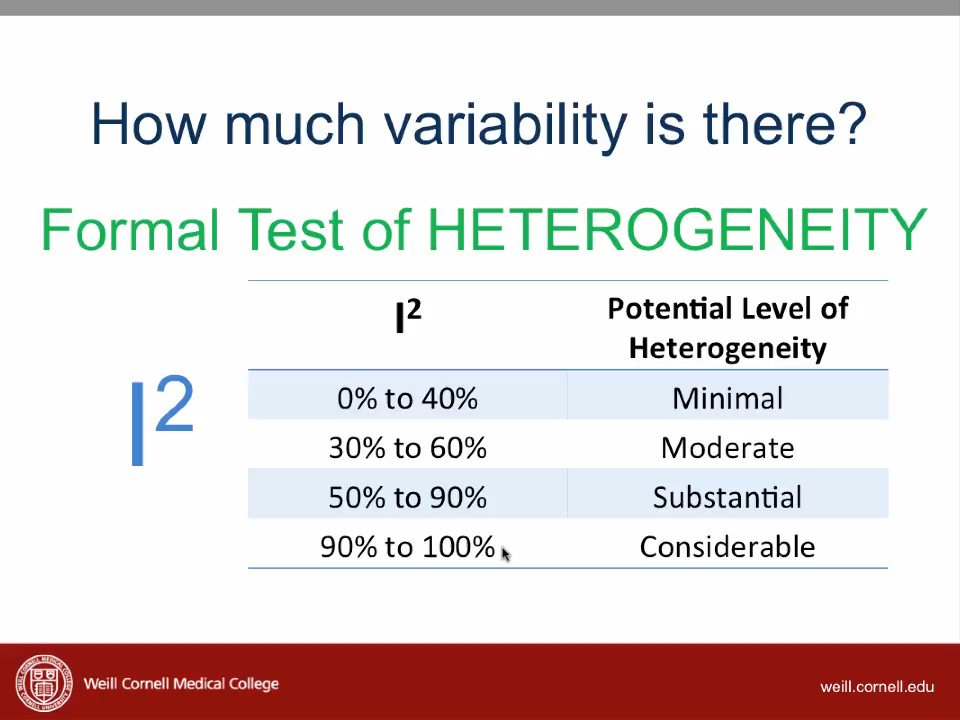 How much variability is there?
Formal Test of HETEROGENEITY
I²
I² Potential Level of Heterogeneity
0% to 40% Minimal
30% to 60% Moderate
50% to 90% Substantial
90% to 100% Considerable
Weill Cornell Medical College
weill.cornell.edu